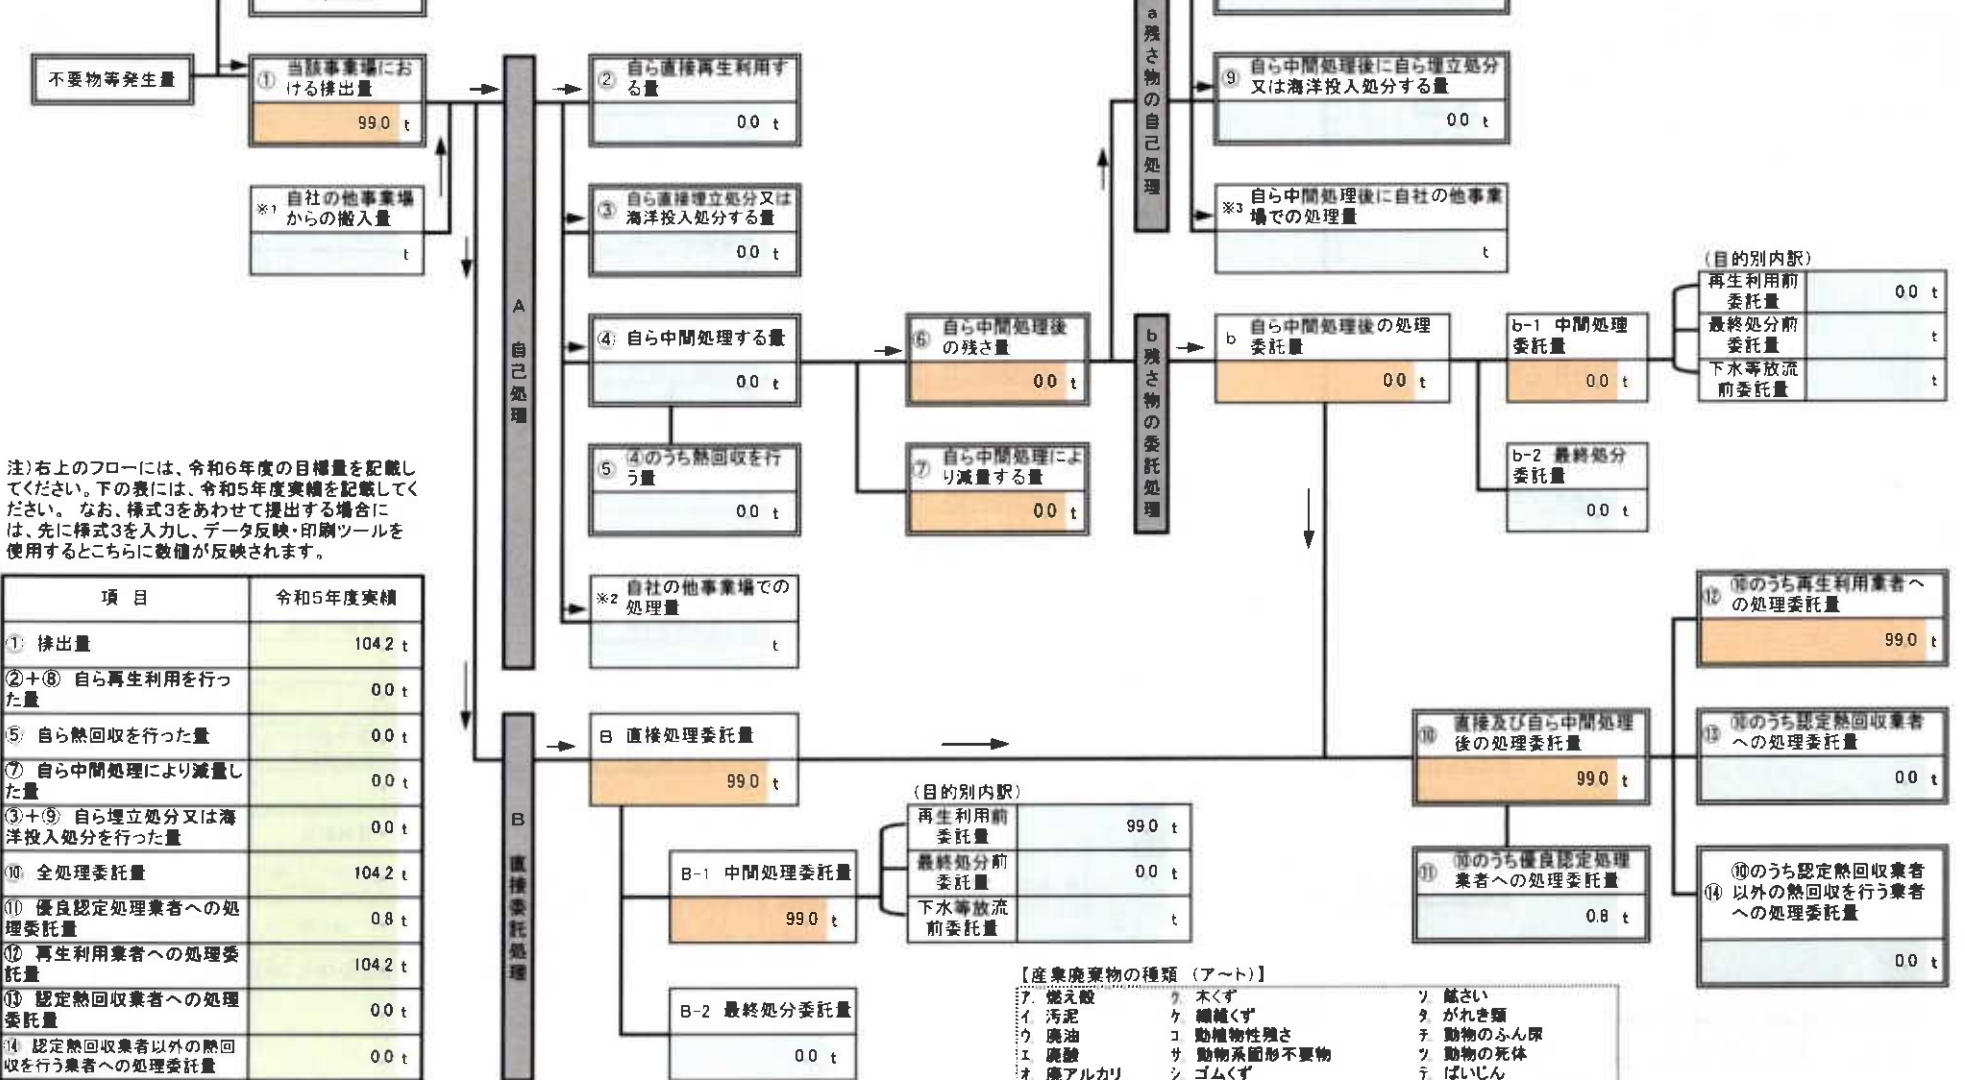 不要物等発生量
① 当該事業場にお
ける排出量
99.0 t
※1 自社の他事業場
からの搬入量
t
A 自己処理
② 自ら直接再生利用す
る量
0.0 t
③ 自ら直接埋立処分又は
海洋投入処分する量
0.0 t
④ 自ら中間処理する量
0.0 t
⑤ ④のうち熱回収を行
う量
0.0 t
※2 自社の他事業場での
処理量
t
⑥ 自ら中間処理後
の残さ量
0.0 t
⑦ 自ら中間処理によ
り減量する量
0.0 t
a 残さ物の自己処理
⑨ 自ら中間処理後に自ら埋立処分
又は海洋投入処分する量
0.0 t
※3 自ら中間処理後に自社の他事業
場での処理量
t
b 残さ物の委託処理
b 自ら中間処理後の処理
委託量
0.0 t
b-1 中間処理
委託量
0.0 t
b-2 最終処分
委託量
0.0 t
(目的別内訳)
再生利用前
委託量
0.0 t
最終処分前
委託量
t
下水等放流
前委託量
t
注)右上のフローには、令和6年度の目標量を記載し
てください。下の表には、令和5年度実績を記載してく
ださい。 なお、様式3をあわせて提出する場合に
は、先に様式3を入力し、データ反映・印刷ツールを
使用するとこちらに数値が反映されます。
項 目 令和5年度実績
① 排出量 104.2 t
②+⑧ 自ら再生利用を行っ
た量
0.0 t
⑤ 自ら熱回収を行った量 0.0 t
⑦ 自ら中間処理により減量し
た量
0.0 t
③+⑨ 自ら埋立処分又は海
洋投入処分を行った量
0.0 t
⑩ 全処理委託量 104.2 t
⑪ 優良認定処理業者への処
理委託量
0.8 t
⑫ 再生利用業者への処理委
託量
104.2 t
⑬ 認定熱回収業者への処理
委託量
0.0 t
⑭ 認定熱回収業者以外の熱回
収を行う業者への処理委託量
0.0 t
B 直接委託処理
B 直接処理委託量
99.0 t
B-1 中間処理委託量
99.0 t
B-2 最終処分委託量
0.0 t
(目的別内訳)
再生利用前
委託量
99.0 t
最終処分前
委託量
0.0 t
下水等放流
前委託量
t
⑩ 直接及び自ら中間処理
後の処理委託量
99.0 t
⑪ ⑩のうち優良認定処理
業者への処理委託量
0.8 t
⑫ ⑩のうち再生利用業者へ
の処理委託量
99.0 t
⑬ ⑩のうち認定熱回収業者
への処理委託量
0.0 t
⑭ ⑩のうち認定熱回収業者
以外の熱回収を行う業者
への処理委託量
0.0 t
【産業廃棄物の種類 (ア~ト)】
ア. 燃え殻 ク. 木くず ソ. 鉱さい
イ. 汚泥 ケ. 繊維くず タ. がれき類
ウ. 廃油 コ. 動植物性残さ チ. 動物のふん尿
エ. 廃酸 サ. 動物系固形不要物 ツ. 動物の死体
オ. 廃アルカリ シ. ゴムくず テ. ばいじん